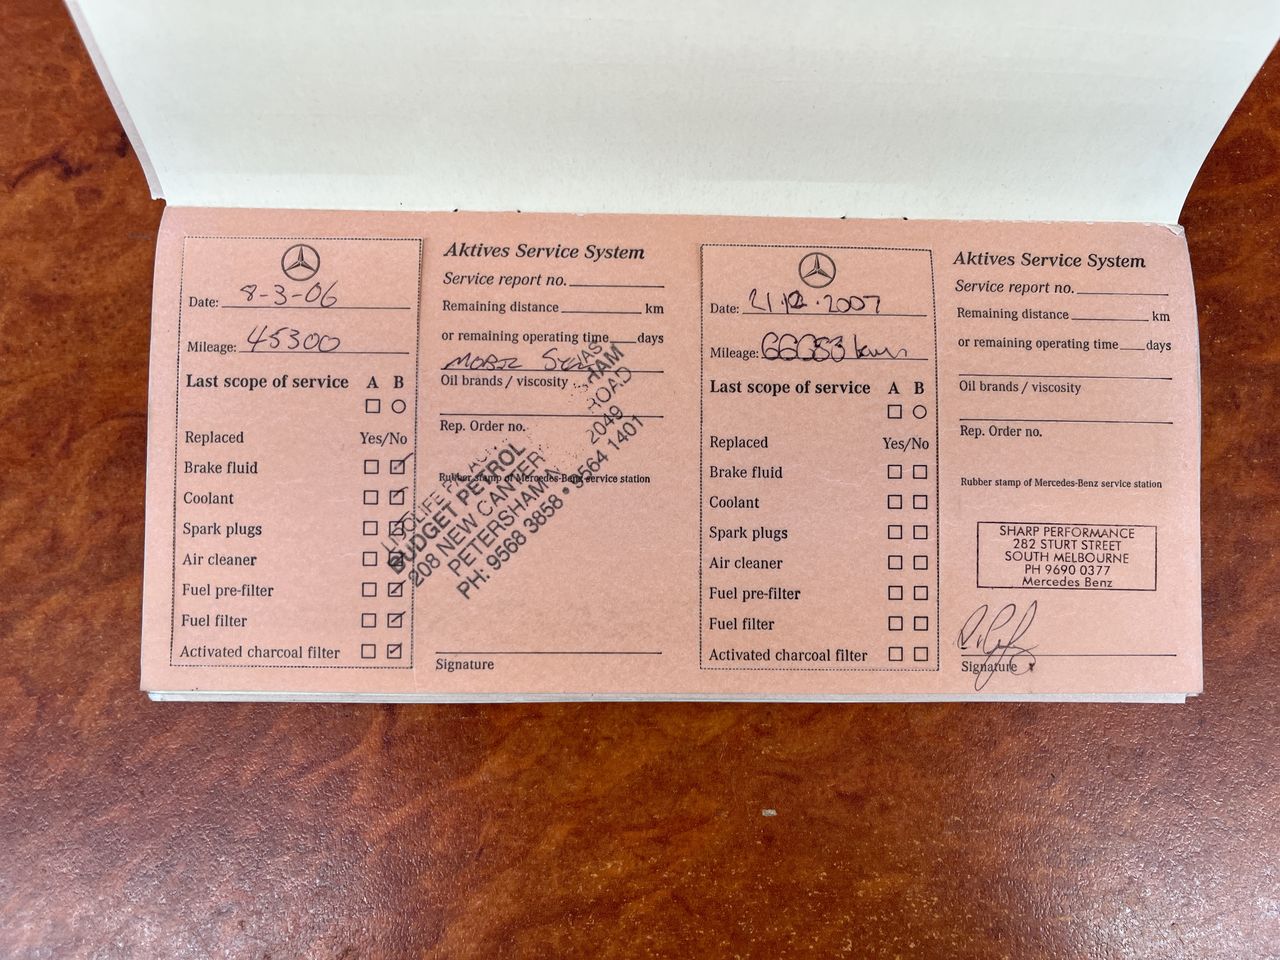 Date: 8-3-06
Mileage: 45300
Last scope of service A B
Replaced Yes/No
Brake fluid
Coolant
Spark plugs
Air cleaner
Fuel pre-filter
Fuel filter
Activated charcoal filter
Aktives Service System
Service report no.
Remaining distance km
or remaining operating time days
Oil brands / viscosity
Rep. Order no.
Rubber stamp of Mercedes-Benz service station
BUDGET PETROL
208 NEW CANTER ROAD
PETERSHAM N 2049
PH: 9568 3858 • 9564 1401
Signature
Date: 21.12.2007
Mileage: 66083 km
Last scope of service A B
Replaced Yes/No
Brake fluid
Coolant
Spark plugs
Air cleaner
Fuel pre-filter
Fuel filter
Activated charcoal filter
Aktives Service System
Service report no.
Remaining distance km
or remaining operating time days
Oil brands / viscosity
Rep. Order no.
Rubber stamp of Mercedes-Benz service station
SHARP PERFORMANCE
282 STURT STREET
SOUTH MELBOURNE
PH 9690 0377
Mercedes Benz
Signature